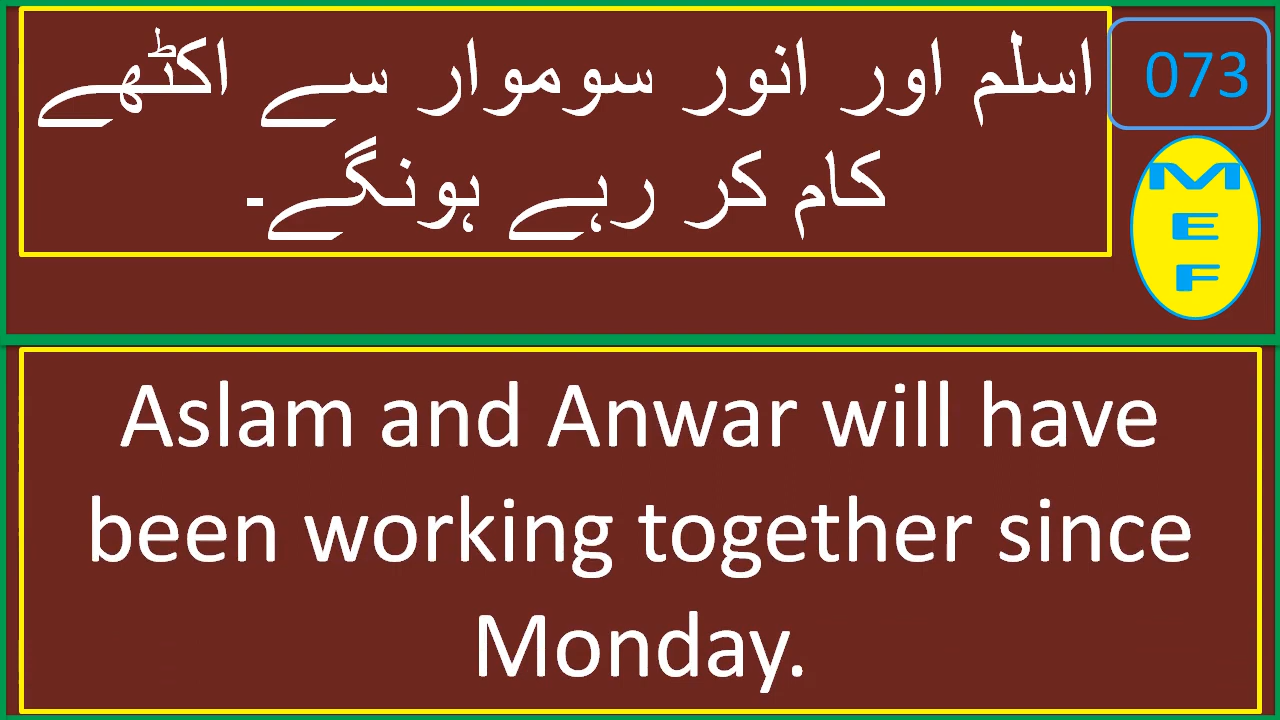 اسلم اور انور سوموار سے اکٹھے
کام کر رہے ہونگے۔
073
M
E
F
Aslam and Anwar will have
been working together since
Monday.